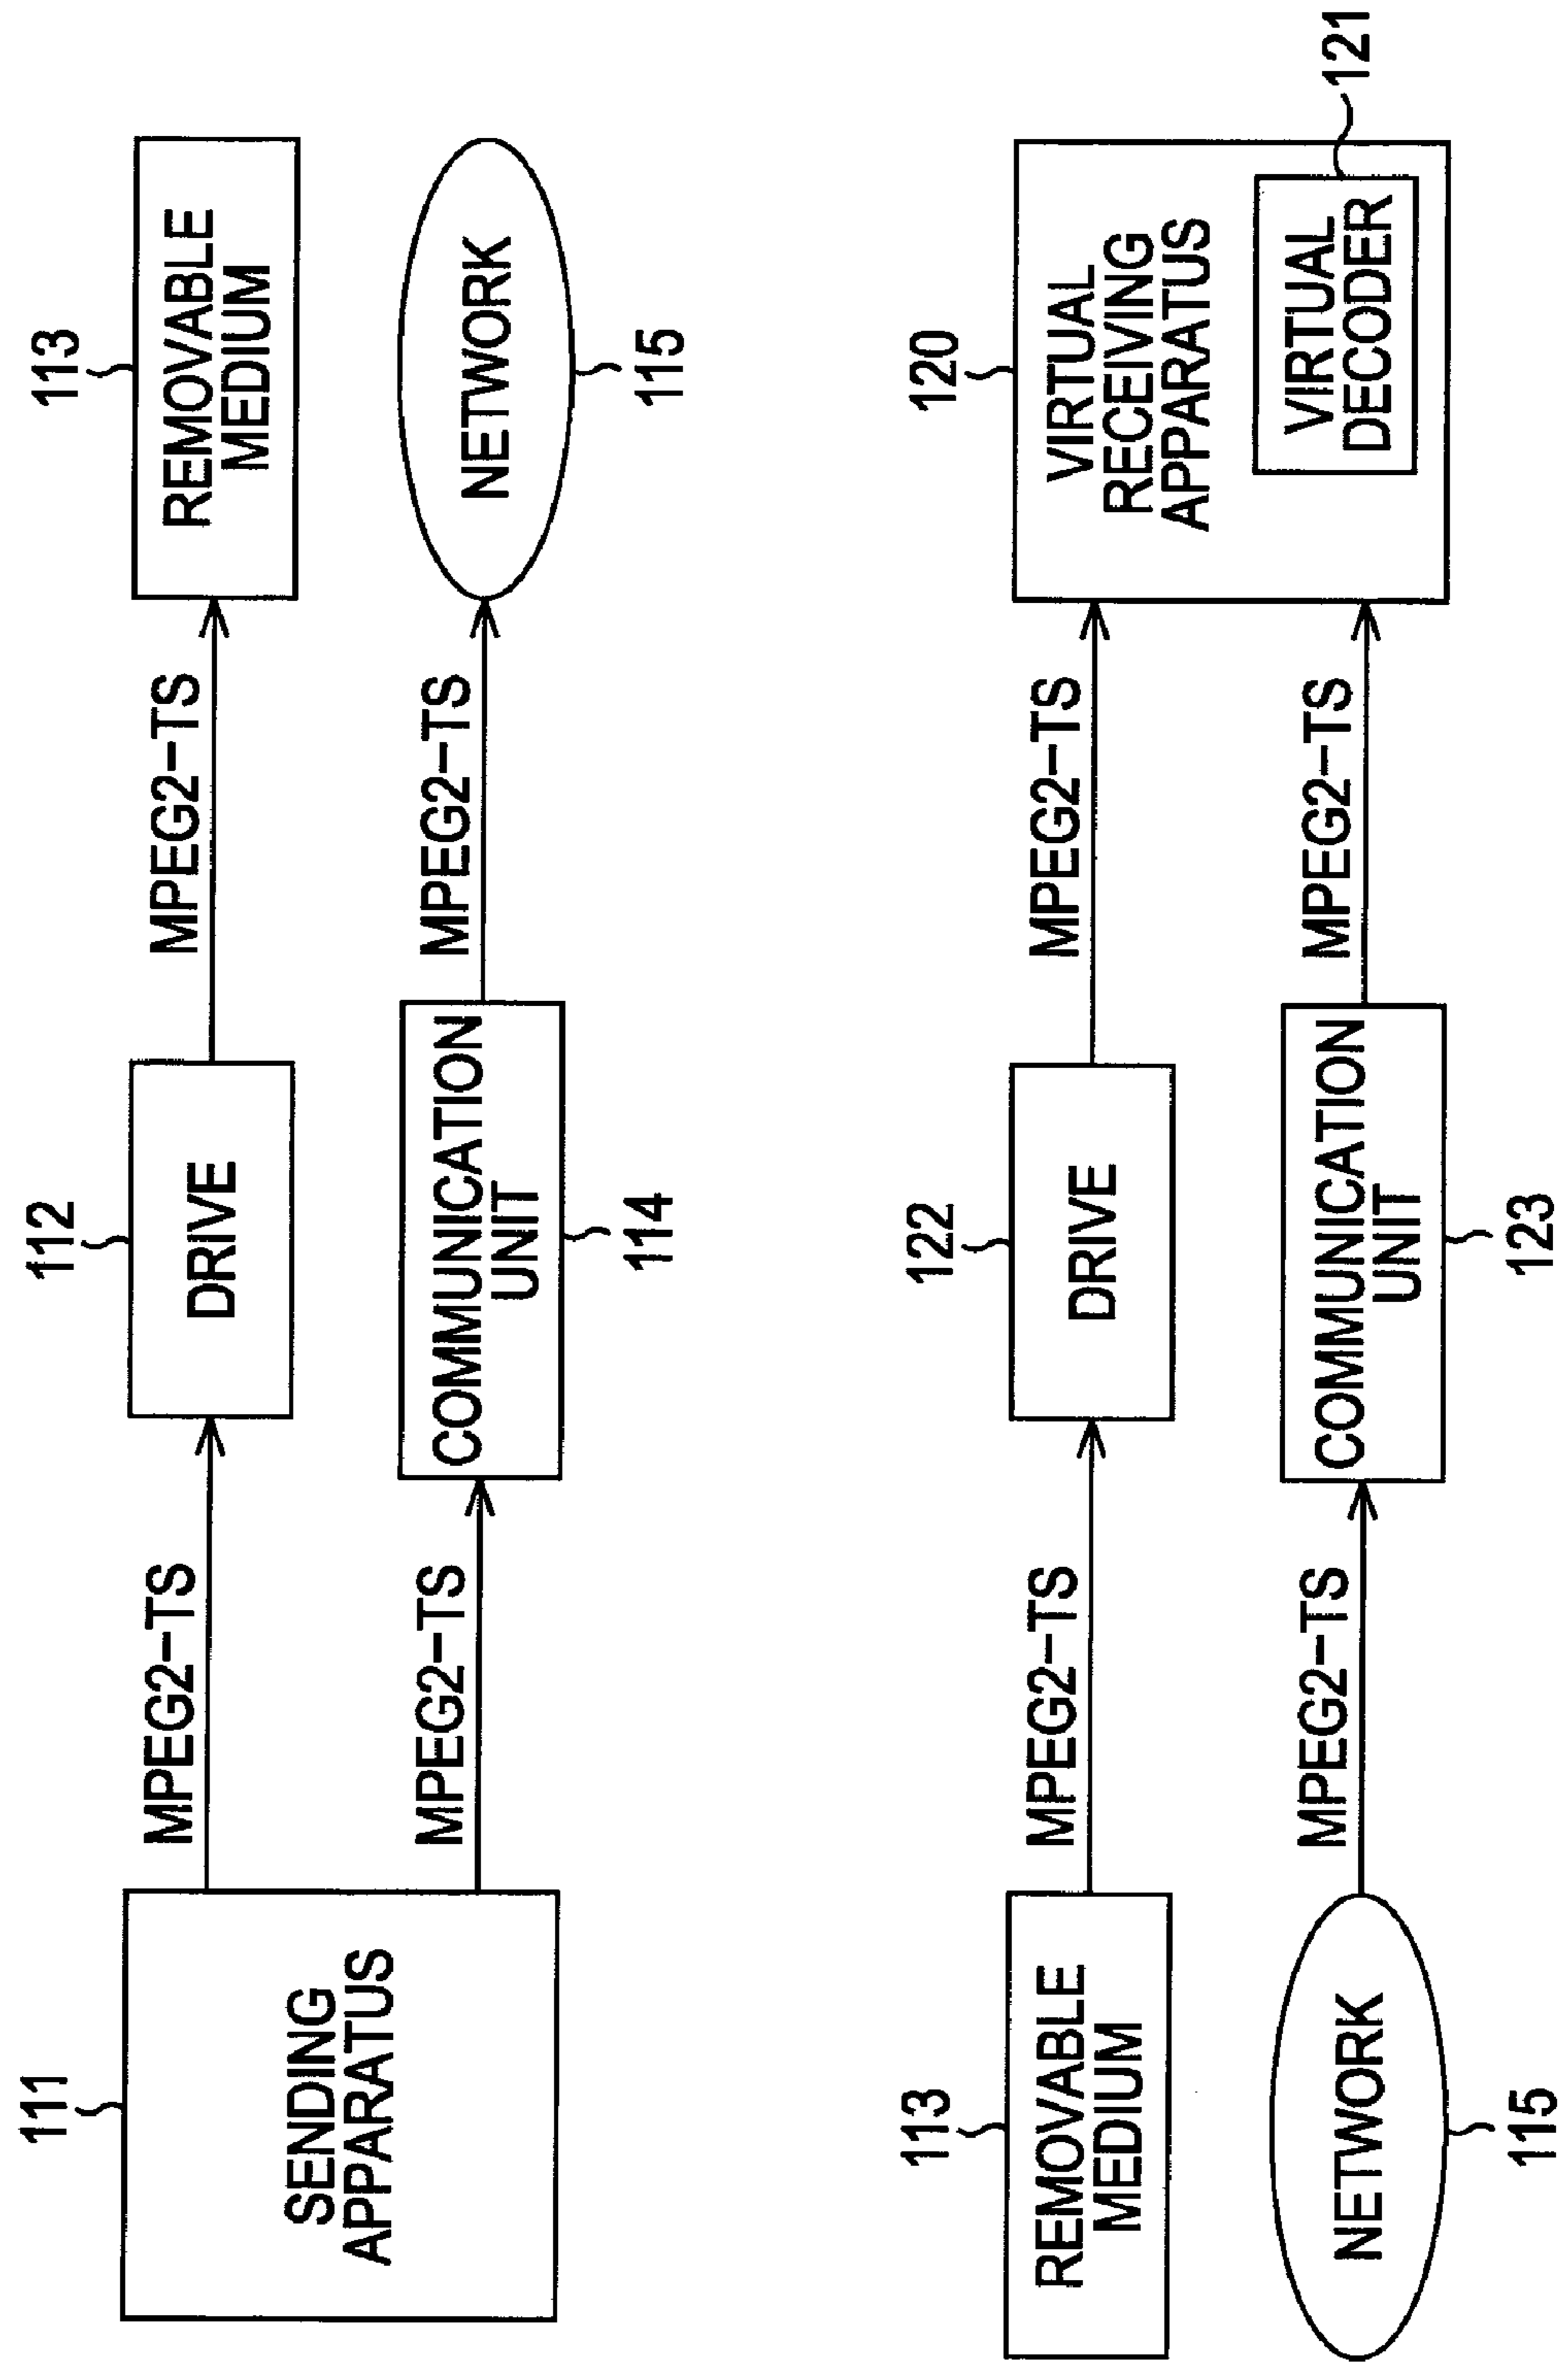 111
SENDING
APPARATUS
MPEG2-TS
112
DRIVE
MPEG2-TS
113
REMOVABLE
MEDIUM
MPEG2-TS
COMMUNICATION
UNIT
114
MPEG2-TS
NETWORK
115
113
REMOVABLE
MEDIUM
MPEG2-TS
122
DRIVE
MPEG2-TS
120
VIRTUAL
RECEIVING
APPARATUS
VIRTUAL
DECODER
121
NETWORK
115
MPEG2-TS
COMMUNICATION
UNIT
123
MPEG2-TS